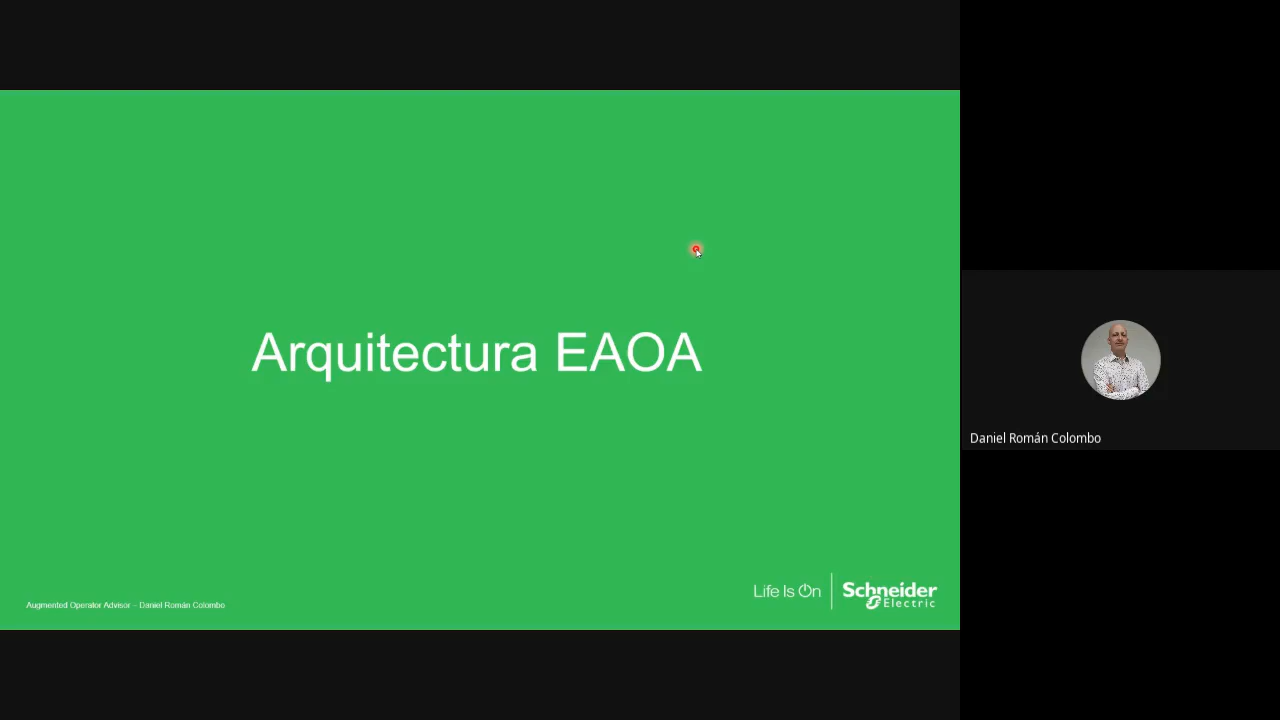 Arquitectura EAOA
Daniel Román Colombo
Life Is On
Schneider
Electric
Augmented Operator Advisor – Daniel Román Colombo